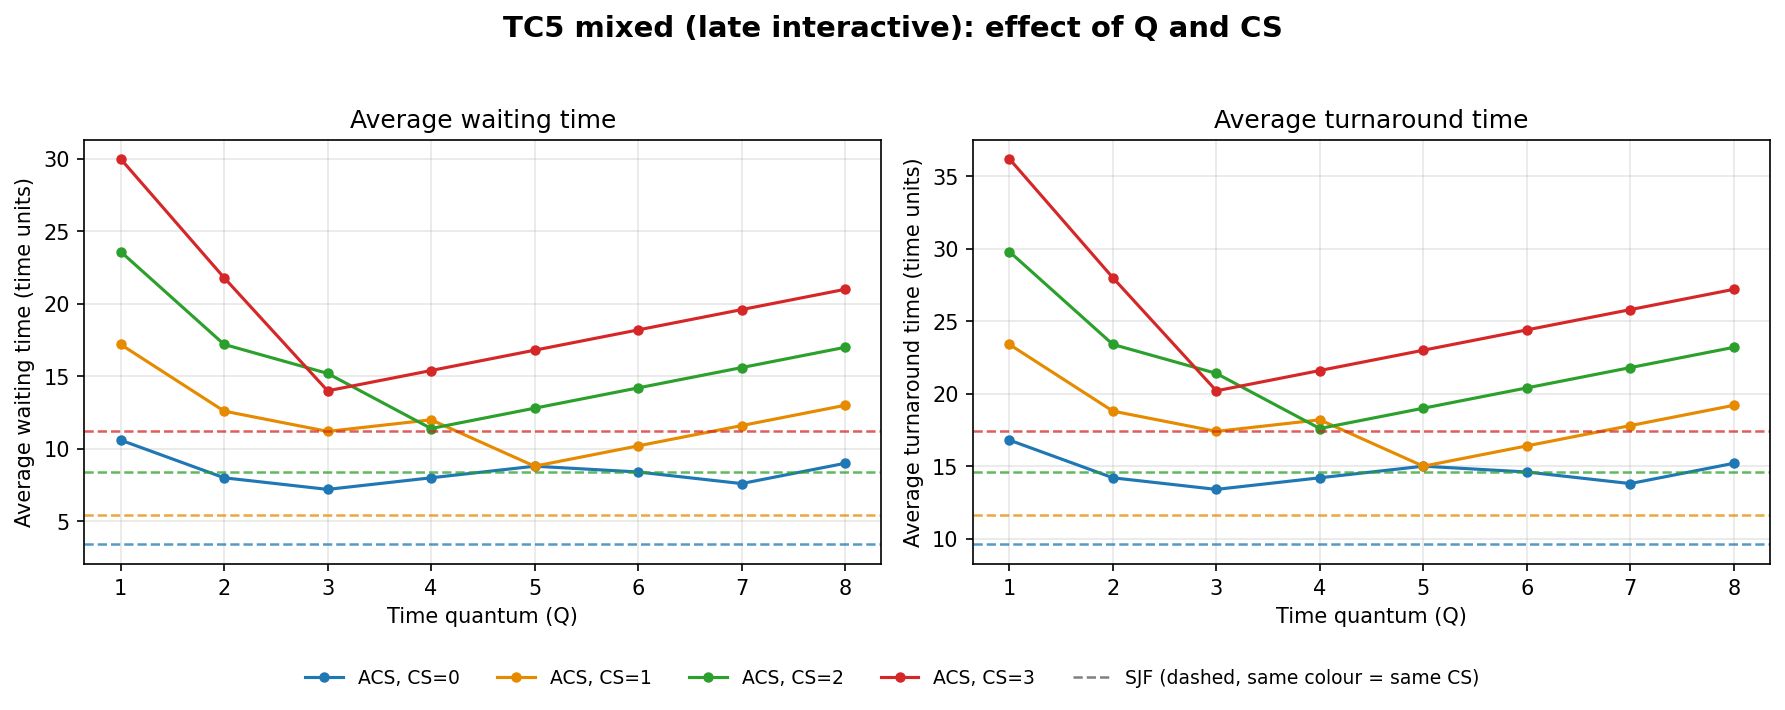 TC5 mixed (late interactive): effect of Q and CS
Average waiting time
Average waiting time (time units)
30
25
20
15
10
5
1 2 3 4 5 6 7 8
Time quantum (Q)
Average turnaround time
Average turnaround time (time units)
35
30
25
20
15
10
1 2 3 4 5 6 7 8
Time quantum (Q)
ACS, CS=0 ACS, CS=1 ACS, CS=2 ACS, CS=3 SJF (dashed, same colour = same CS)